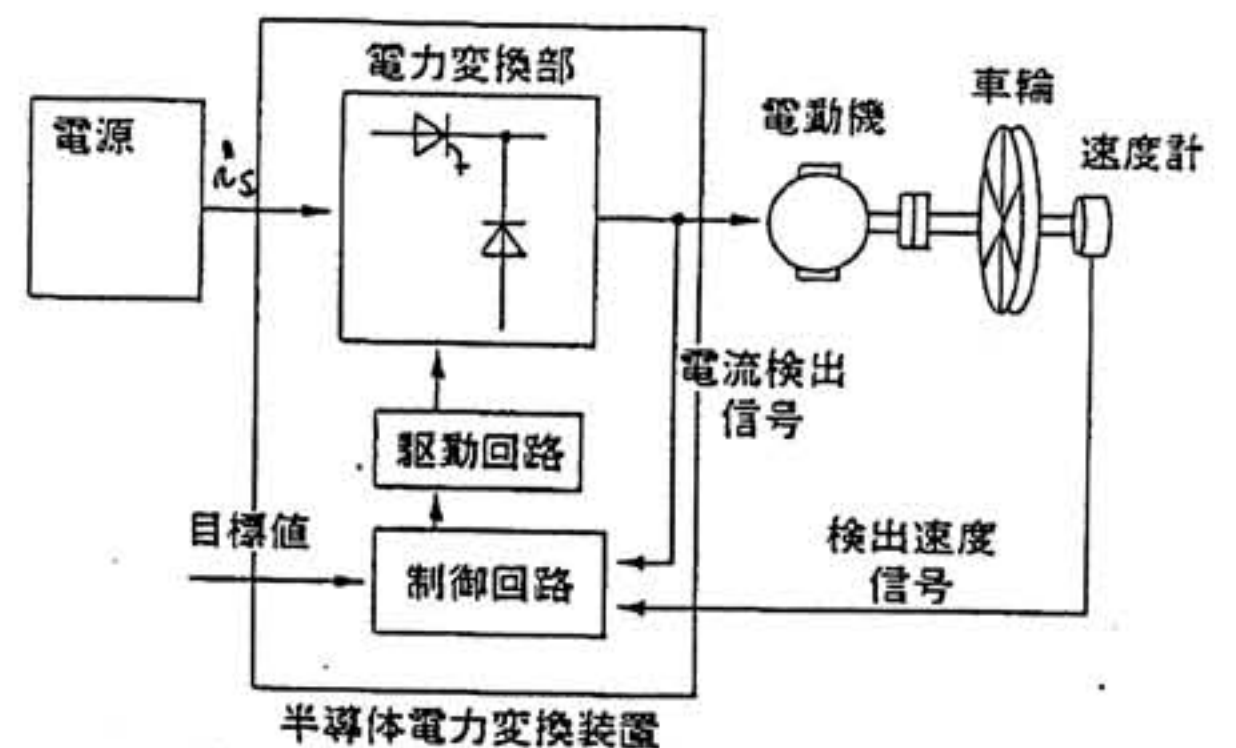 電力変換部
電源
i_s
電動機
車輪
速度計
電流検出
信号
駆動回路
目標値
制御回路
検出速度
信号
半導体電力変換装置